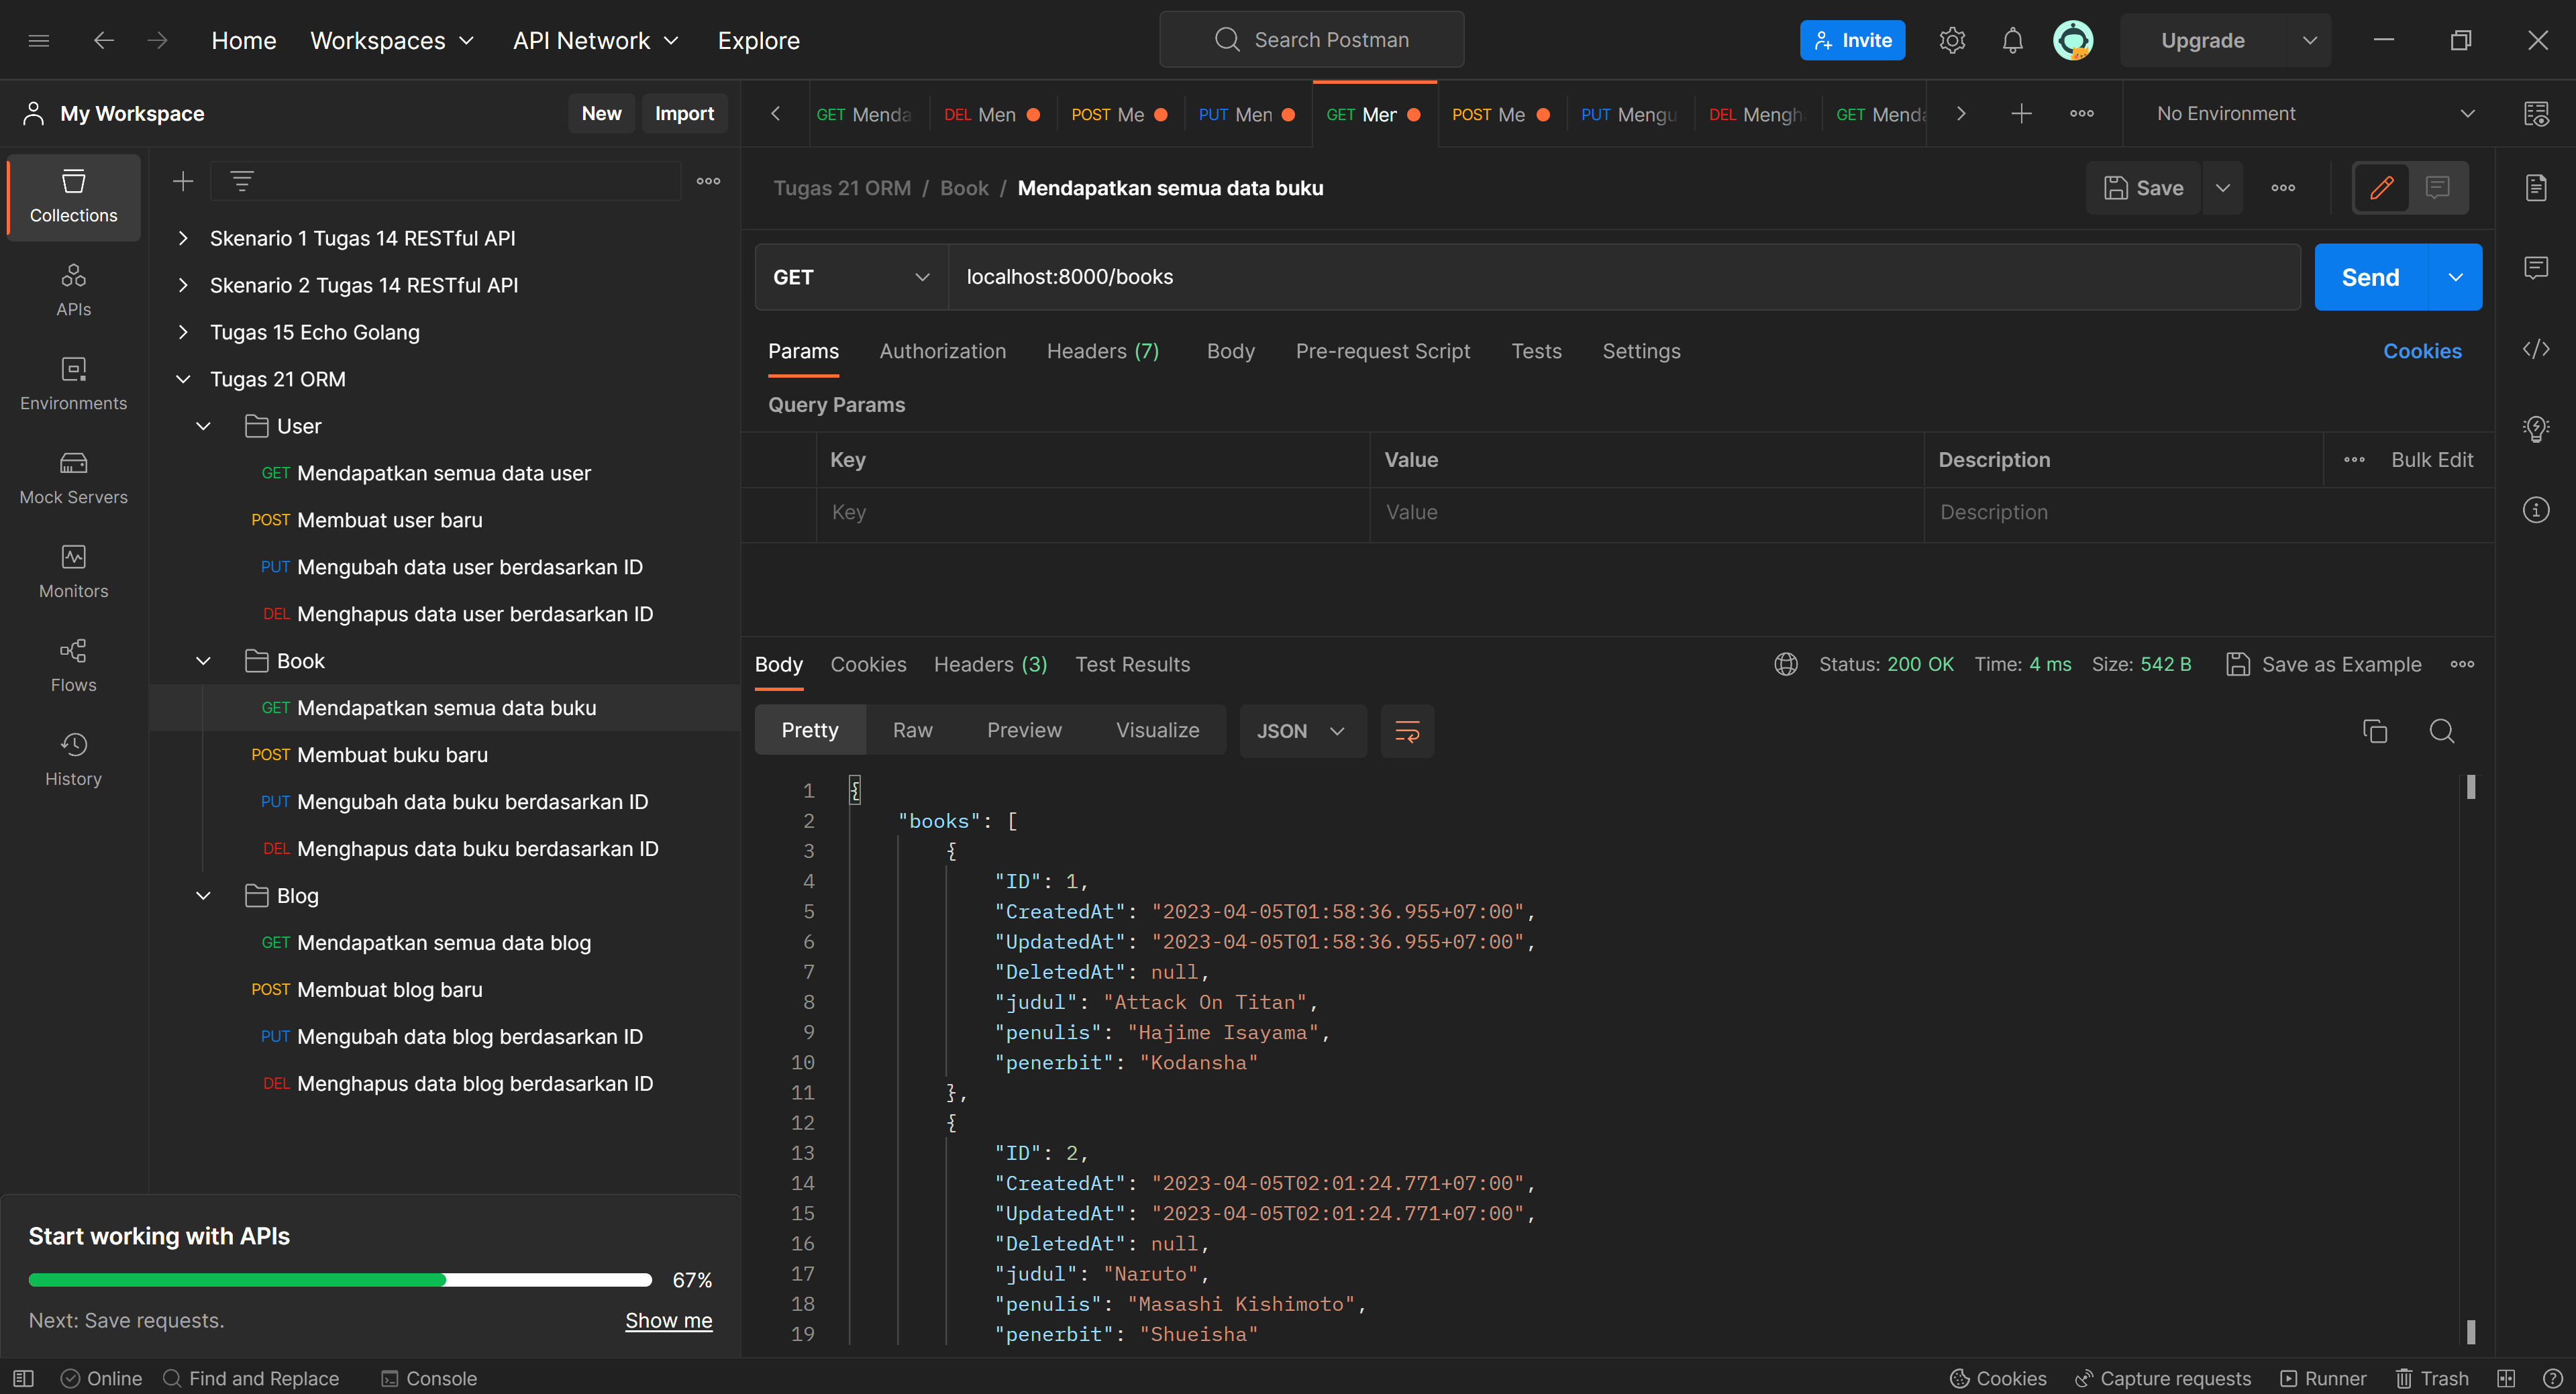 Home Workspaces API Network Explore Search Postman Invite Upgrade
My Workspace New Import
GET Menda DEL Men POST Me PUT Men GET Mer POST Me PUT Mengu DEL Mengh GET Menda No Environment
Collections
APIs
Environments
Mock Servers
Monitors
Flows
History
Skenario 1 Tugas 14 RESTful API
Skenario 2 Tugas 14 RESTful API
Tugas 15 Echo Golang
Tugas 21 ORM
User
GET Mendapatkan semua data user
POST Membuat user baru
PUT Mengubah data user berdasarkan ID
DEL Menghapus data user berdasarkan ID
Book
GET Mendapatkan semua data buku
POST Membuat buku baru
PUT Mengubah data buku berdasarkan ID
DEL Menghapus data buku berdasarkan ID
Blog
GET Mendapatkan semua data blog
POST Membuat blog baru
PUT Mengubah data blog berdasarkan ID
DEL Menghapus data blog berdasarkan ID
Start working with APIs
67%
Next: Save requests. Show me
Tugas 21 ORM / Book / Mendapatkan semua data buku Save
GET localhost:8000/books Send
Params Authorization Headers (7) Body Pre-request Script Tests Settings Cookies
Query Params
Key Value Description Bulk Edit
Key Value Description
Body Cookies Headers (3) Test Results Status: 200 OK Time: 4 ms Size: 542 B Save as Example
Pretty Raw Preview Visualize JSON
1 {
2 "books": [
3 {
4 "ID": 1,
5 "CreatedAt": "2023-04-05T01:58:36.955+07:00",
6 "UpdatedAt": "2023-04-05T01:58:36.955+07:00",
7 "DeletedAt": null,
8 "judul": "Attack On Titan",
9 "penulis": "Hajime Isayama",
10 "penerbit": "Kodansha"
11 },
12 {
13 "ID": 2,
14 "CreatedAt": "2023-04-05T02:01:24.771+07:00",
15 "UpdatedAt": "2023-04-05T02:01:24.771+07:00",
16 "DeletedAt": null,
17 "judul": "Naruto",
18 "penulis": "Masashi Kishimoto",
19 "penerbit": "Shueisha"
Online Find and Replace Console Cookies Capture requests Runner Trash